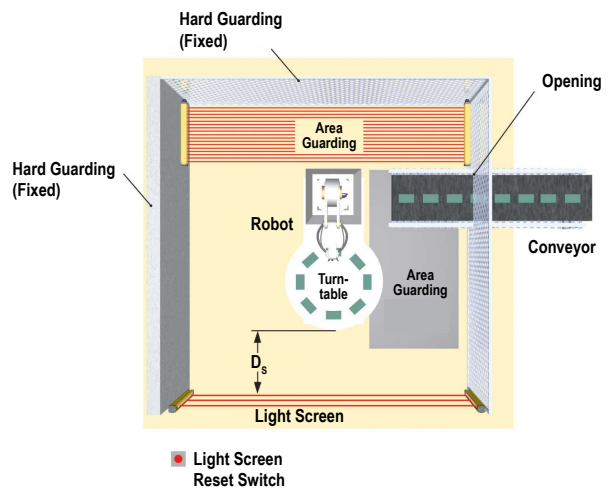 Hard Guarding
(Fixed)
Opening
Area
Guarding
Hard Guarding
(Fixed)
Robot
Conveyor
Turn-
table
Area
Guarding
Ds
Light Screen
Light Screen
Reset Switch